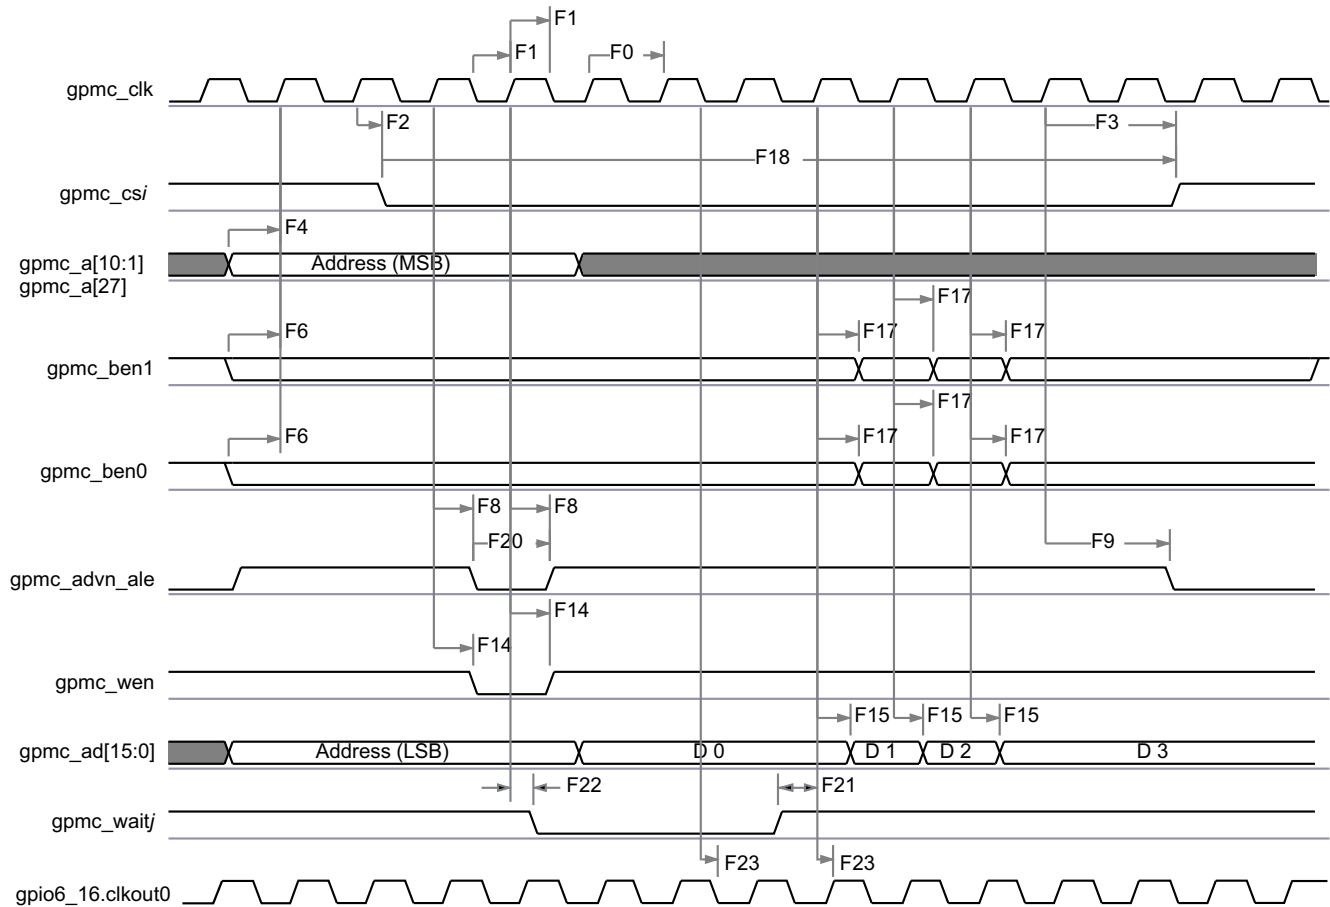 F1
F1
F0
gpmc_clk
F2
F3
F18
gpmc_csi
F4
gpmc_a[10:1]
Address (MSB)
gpmc_a[27]
F17
F6
F17
F17
gpmc_ben1
F17
F6
F17
F17
gpmc_ben0
F8
F8
F20
F9
gpmc_advn_ale
F14
F14
gpmc_wen
F15
F15
F15
gpmc_ad[15:0]
Address (LSB)
D 0
D 1
D 2
D 3
F22
F21
gpmc_waitj
F23
F23
gpio6_16.clkout0